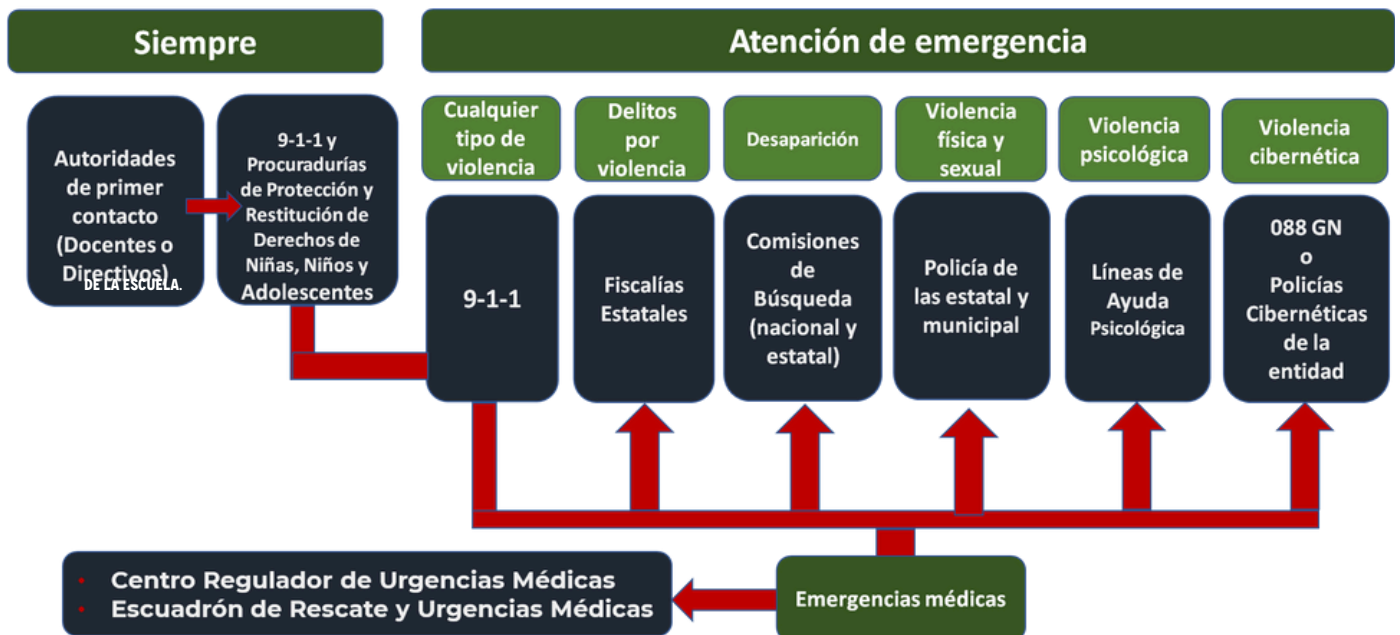 Siempre
Atención de emergencia
Autoridades
de primer
contacto
(Docentes o
Directivos)
DE LA ESCUELA.
9-1-1 y
Procuradurías
de Protección y
Restitución de
Derechos de
Niñas, Niños y
Adolescentes
Cualquier
tipo de
violencia
9-1-1
Delitos
por
violencia
Fiscalías
Estatales
Desaparición
Comisiones
de
Búsqueda
(nacional y
estatal)
Violencia
física y
sexual
Policía de
las estatal y
municipal
Violencia
psicológica
Líneas de
Ayuda
Psicológica
Violencia
cibernética
088 GN
o
Policías
Cibernéticas
de la
entidad
• Centro Regulador de Urgencias Médicas
• Escuadrón de Rescate y Urgencias Médicas
Emergencias médicas